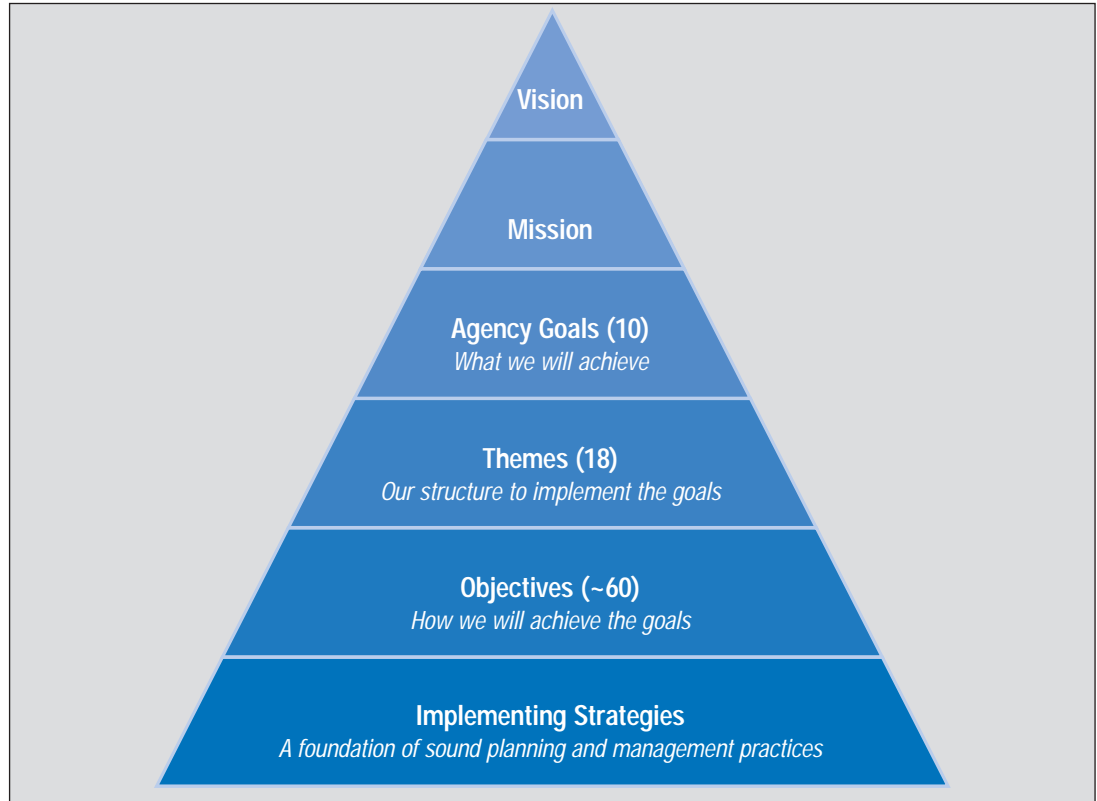 Vision
Mission
Agency Goals (10)
What we will achieve
Themes (18)
Our structure to implement the goals
Objectives (~60)
How we will achieve the goals
Implementing Strategies
A foundation of sound planning and management practices